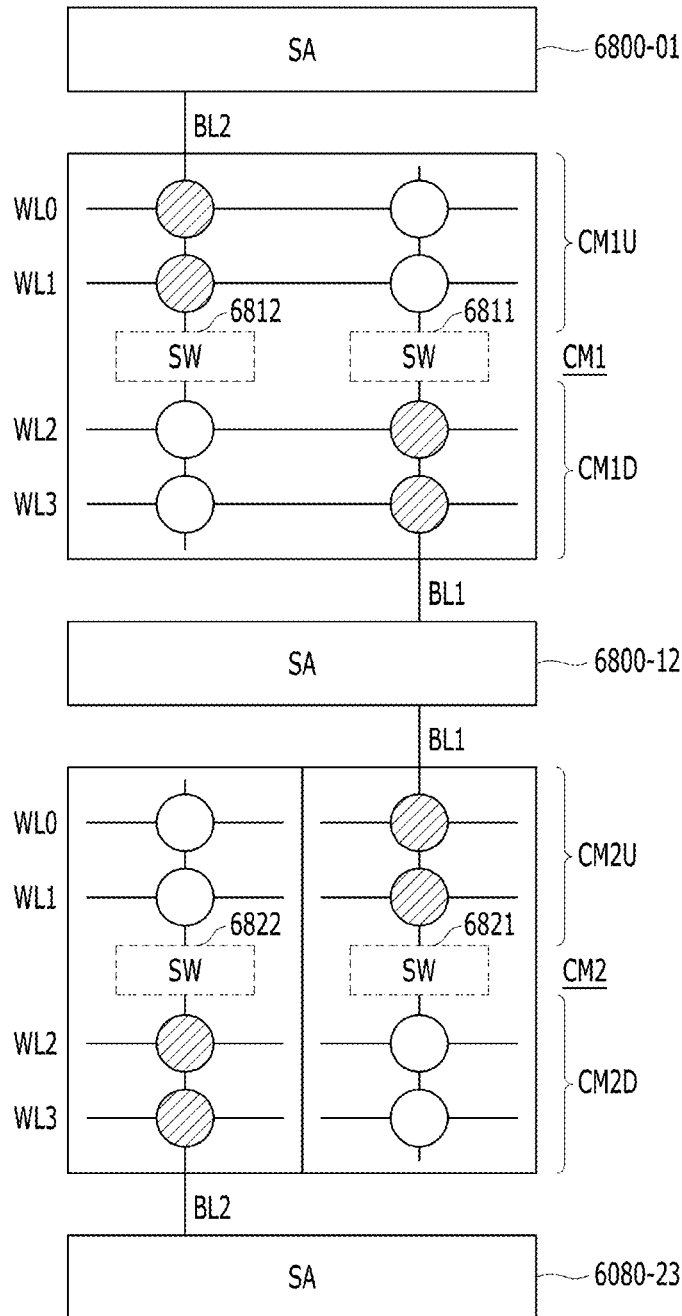 SA 6800-01
BL2
WL0
CM1U
WL1
6812 6811
SW SW CM1
WL2
CM1D
WL3
BL1
SA 6800-12
BL1
WL0
CM2U
WL1
6822 6821
SW SW CM2
WL2
CM2D
WL3
BL2
SA 6080-23